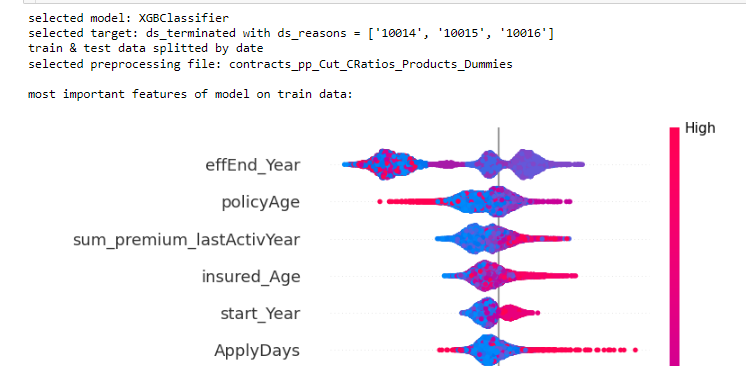 selected model: XGBClassifier
selected target: ds_terminated with ds_reasons = ['10014', '10015', '10016']
train & test data splitted by date
selected preprocessing file: contracts_pp_Cut_CRatios_Products_Dummies
most important features of model on train data:
High
effEnd_Year
policyAge
sum_premium_lastActivYear
insured_Age
start_Year
ApplyDays